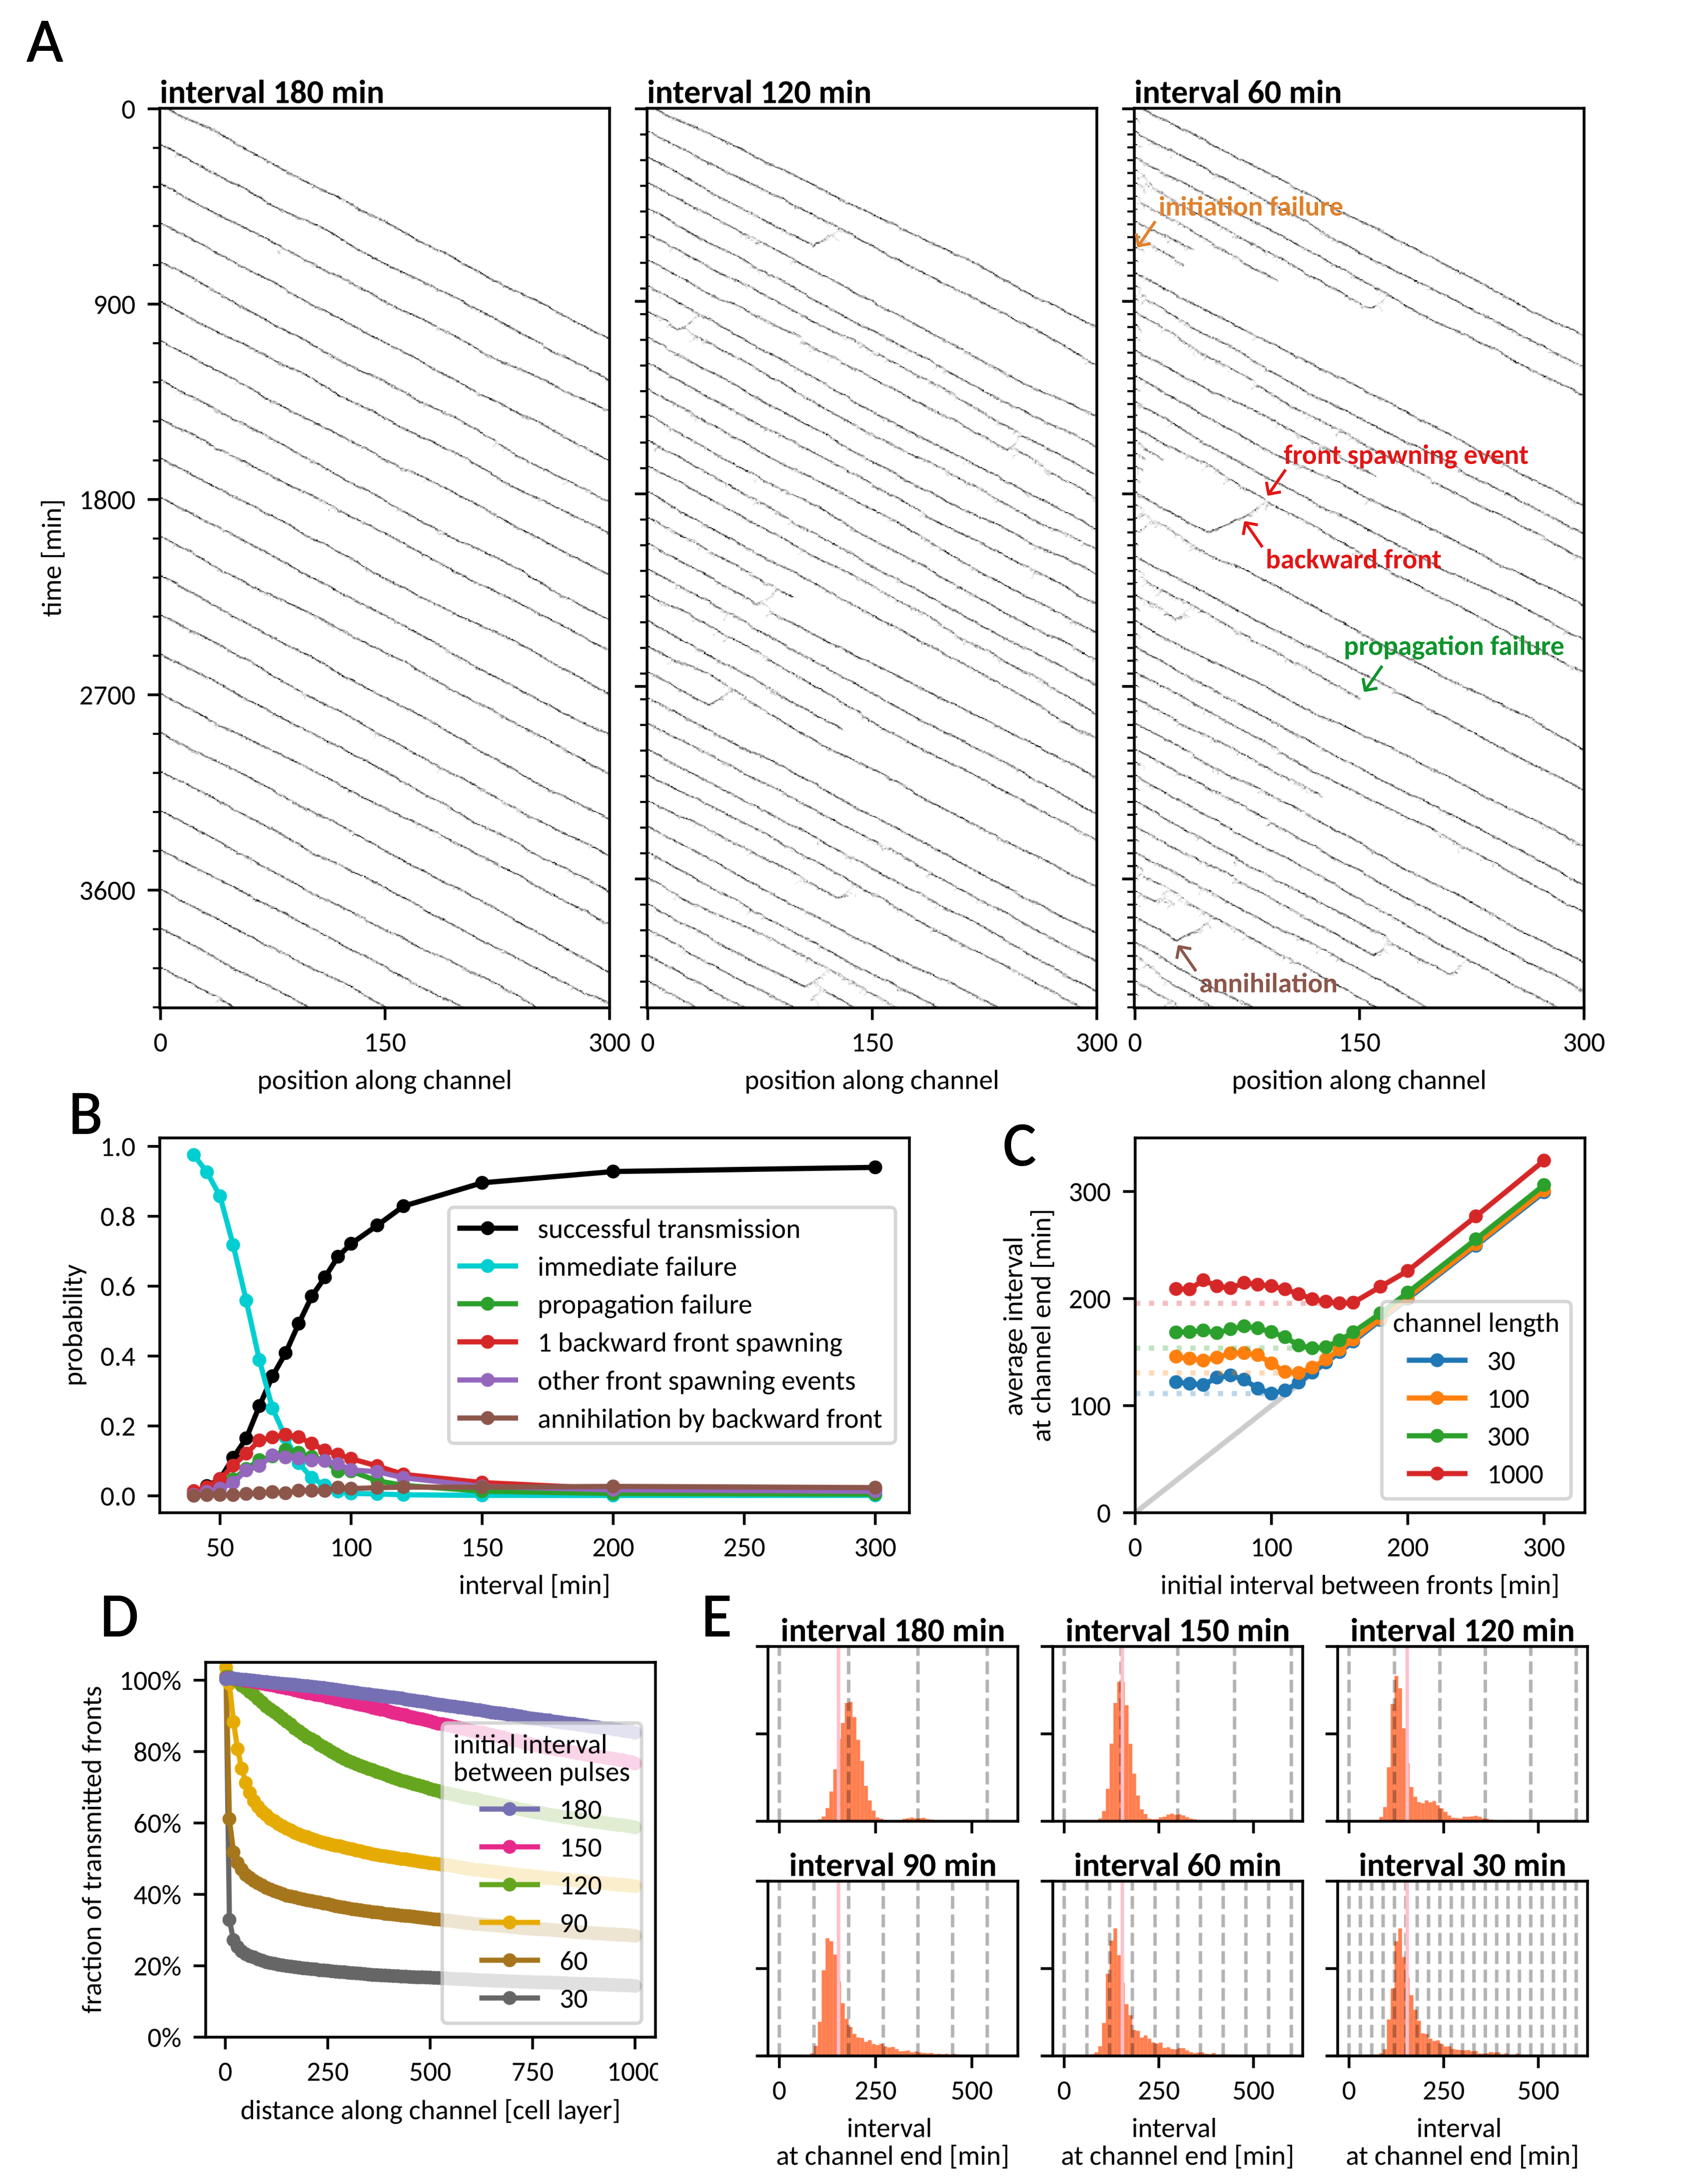 A
interval 180 min
interval 120 min
interval 60 min
0
900
1800
2700
3600
time [min]
initiation failure
front spawning event
backward front
propagation failure
annihilation
0 150 300
0 150 300
0 150 300
position along channel
position along channel
position along channel
B
1.0
0.8
0.6
0.4
0.2
0.0
probability
successful transmission
immediate failure
propagation failure
1 backward front spawning
other front spawning events
annihilation by backward front
50 100 150 200 250 300
interval [min]
C
300
200
100
0
average interval
at channel end [min]
channel length
30
100
300
1000
0 100 200 300
initial interval between fronts [min]
D
100%
80%
60%
40%
20%
0%
fraction of transmitted fronts
initial interval
between pulses
180
150
120
90
60
30
0 250 500 750 1000
distance along channel [cell layer]
E
interval 180 min
interval 150 min
interval 120 min
interval 90 min
interval 60 min
interval 30 min
0 250 500
0 250 500
0 250 500
interval
at channel end [min]
interval
at channel end [min]
interval
at channel end [min]